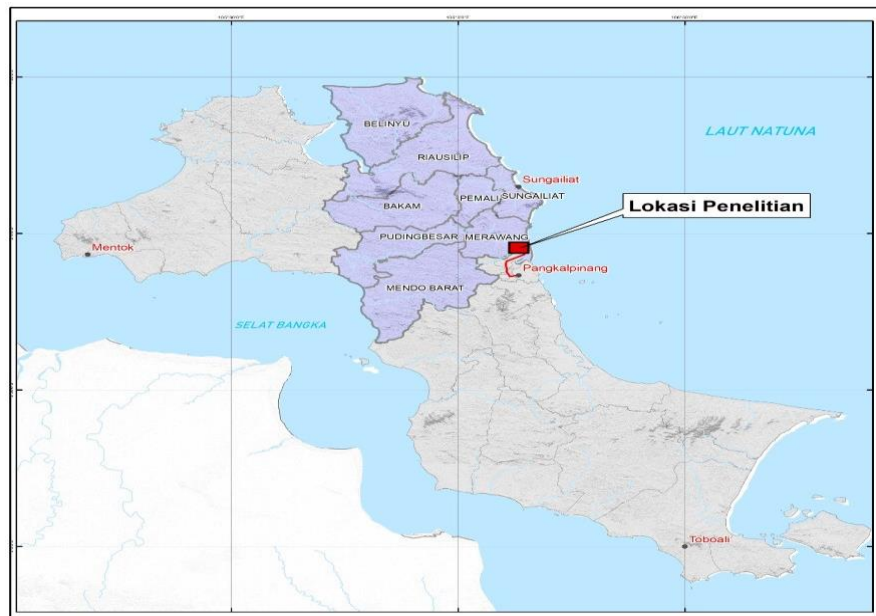 LAUT NATUNA
BELINYU
RIAUSILIP
Sungailiat
PEMALI
SUNGAILIAT
BAKAM
Lokasi Penelitian
PUDINGBESAR
MERAWANG
Mentok
Pangkalpinang
MENDO BARAT
SELAT BANGKA
Toboali